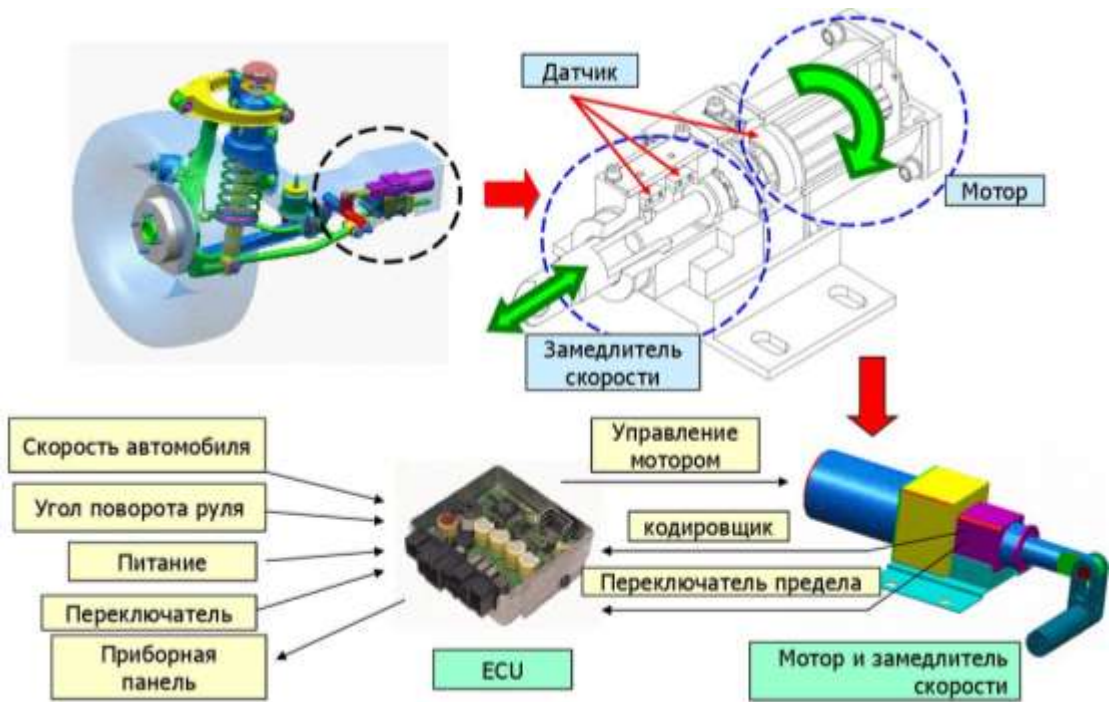 Датчик
Мотор
Замедлитель
скорости
Скорость автомобиля
Угол поворота руля
Питание
Переключатель
Приборная
панель
ECU
Управление
мотором
кодировщик
Переключатель предела
Мотор и замедлитель
скорости